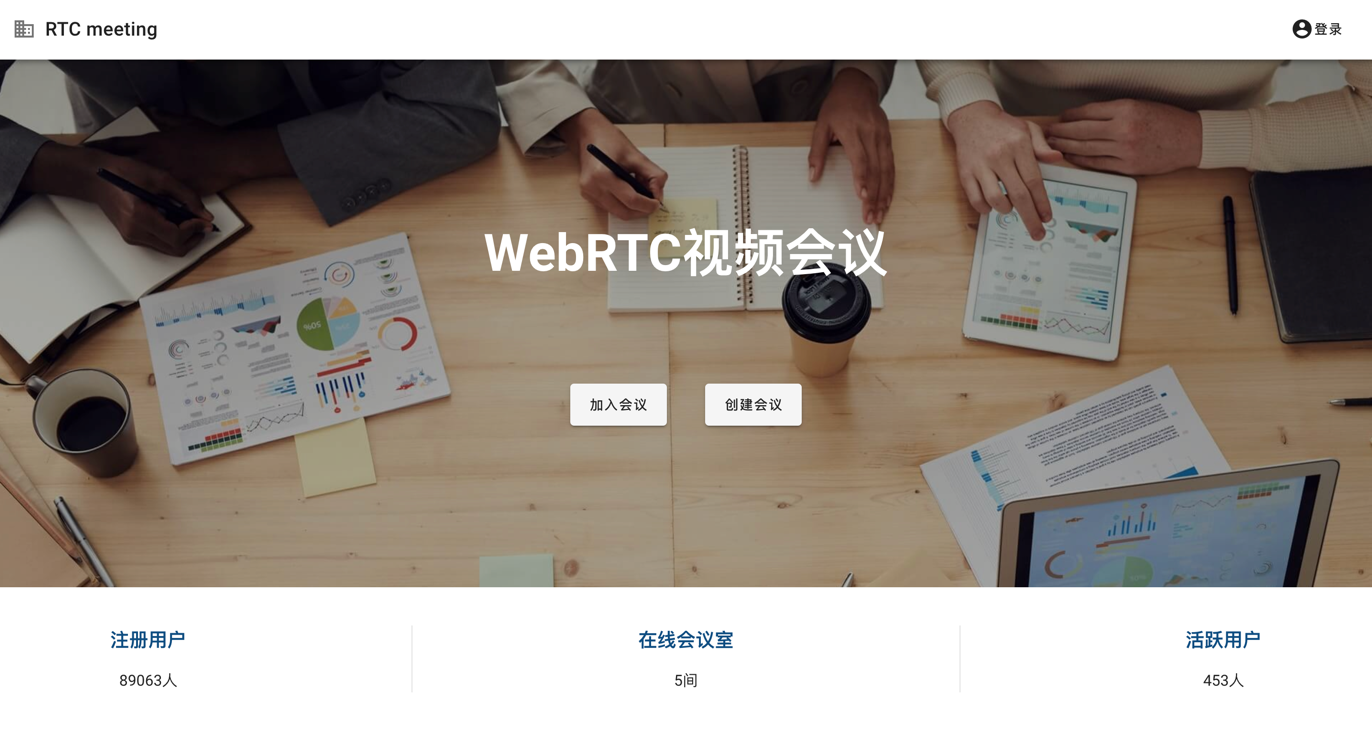 RTC meeting
登录
WebRTC视频会议
加入会议
创建会议
注册用户
在线会议室
活跃用户
89063人
5间
453人